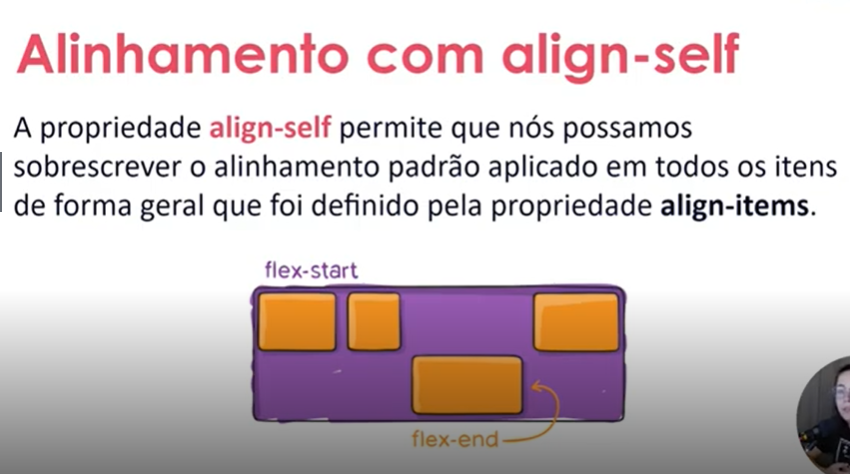 Alinhamento com align-self
A propriedade align-self permite que nós possamos
sobrescrever o alinhamento padrão aplicado em todos os itens
de forma geral que foi definido pela propriedade align-items.
flex-start
flex-end